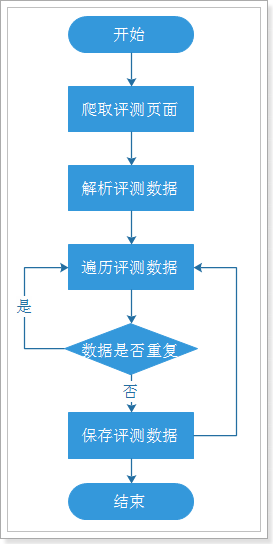 开始
爬取评测页面
解析评测数据
遍历评测数据
是
数据是否重复
否
保存评测数据
结束